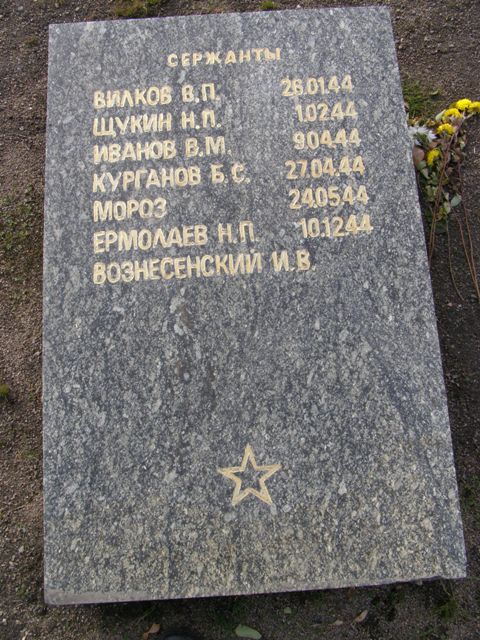 СЕРЖАНТЫ
ВИЛКОВ В.П. 26.01.44
ЩУКИН Н.П. 1.02.44
ИВАНОВ В.М. 9.04.44
КУРГАНОВ Б.С. 27.04.44
МОРОЗ 24.05.44
ЕРМОЛАЕВ Н.П. 10.12.44
ВОЗНЕСЕНСКИЙ И.В.